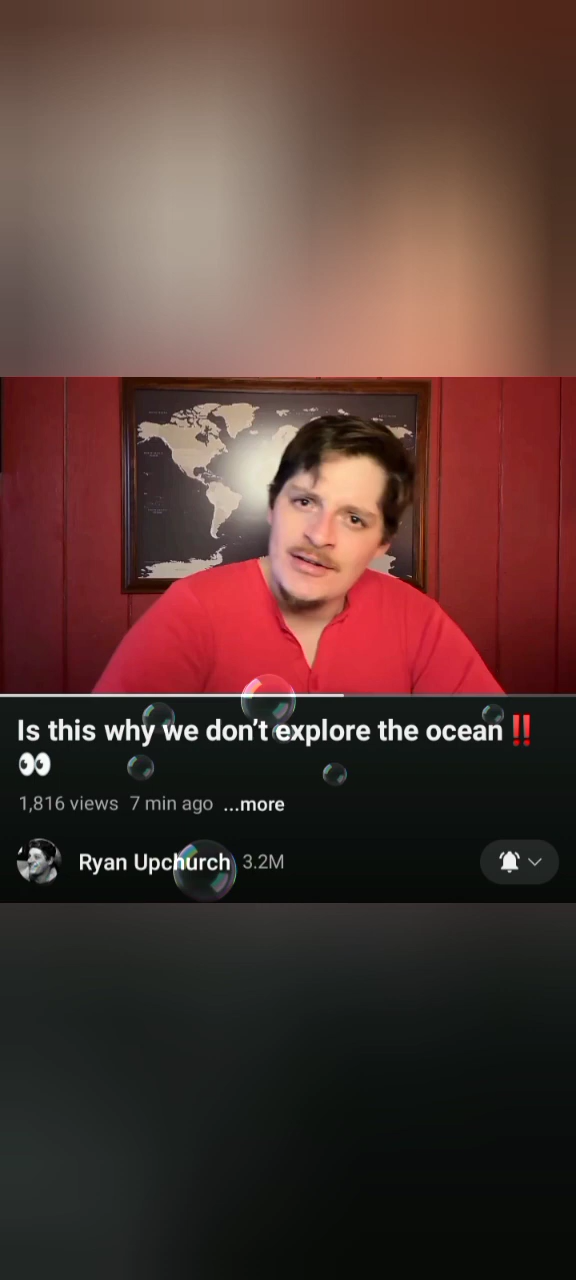 Is this why we don’t explore the ocean‼️
👀
1,816 views 7 min ago ...more
Ryan Upchurch 3.2M